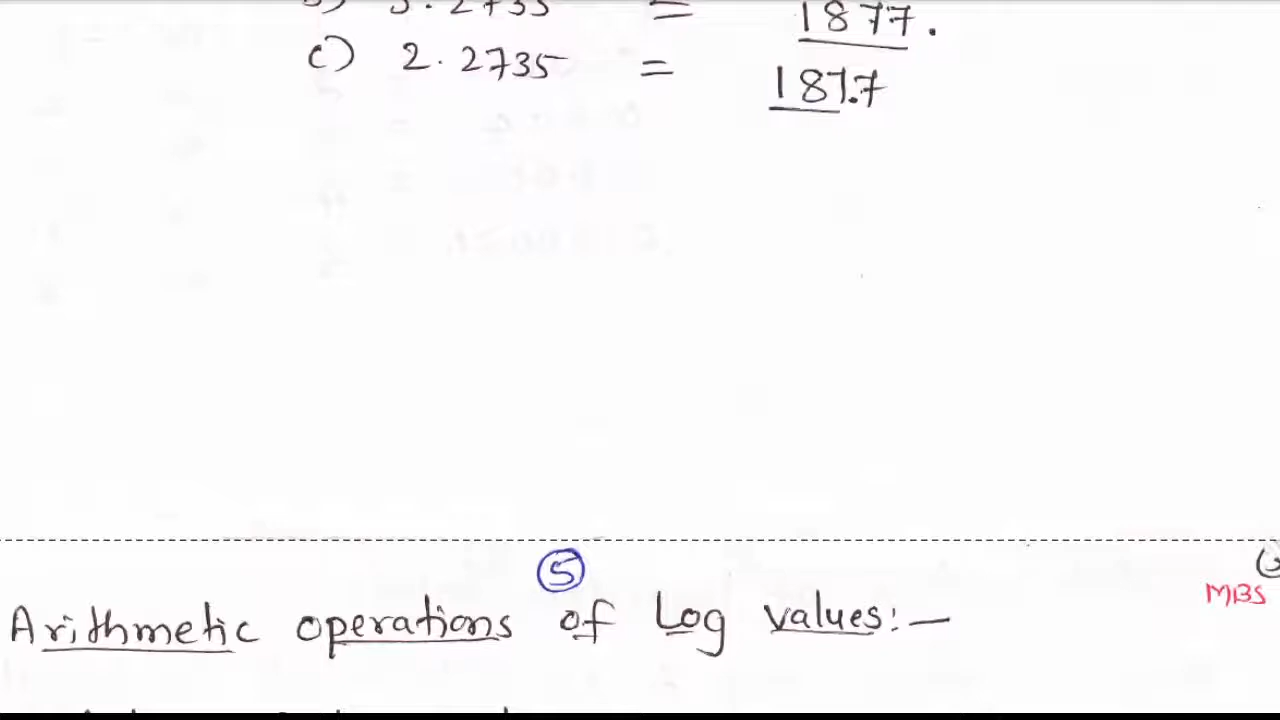 b) 3.2735 = 1877.
c) 2.2735 = 187.7
5
MBS
Arithmetic operations of Log values:-